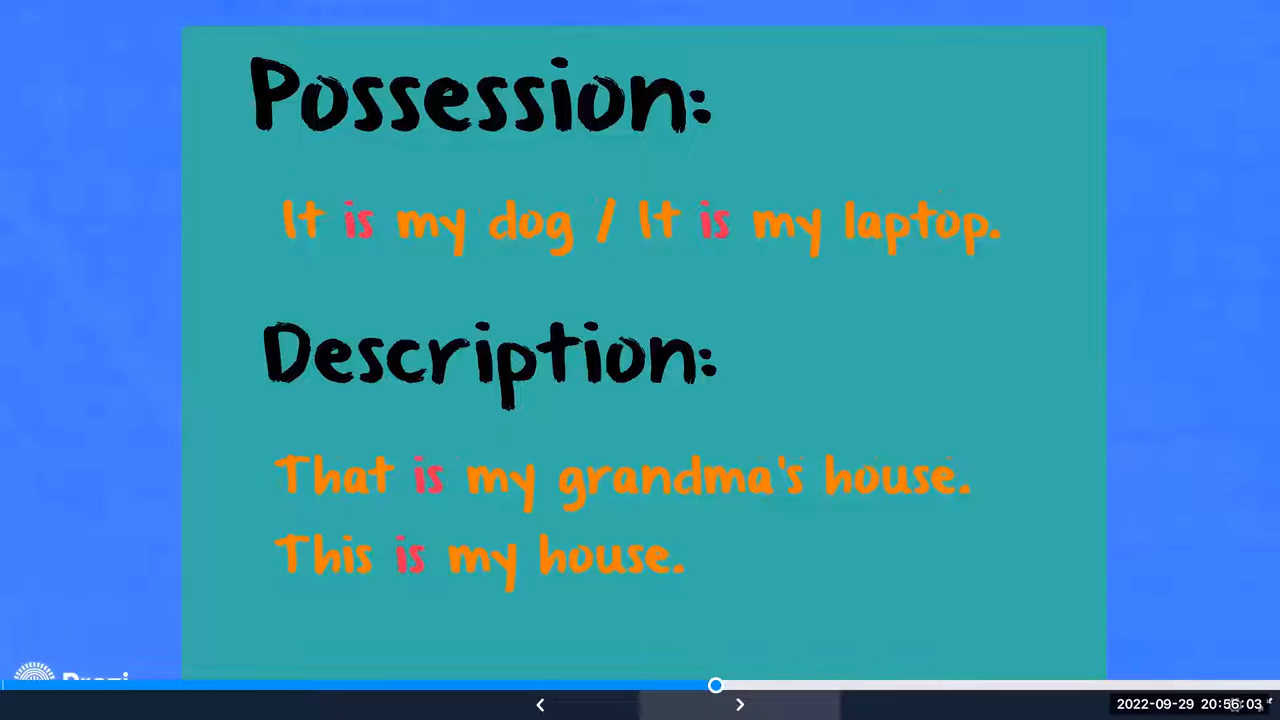 Possession:
It is my dog / It is my laptop.
Description:
That is my grandma's house.
This is my house.
Prezi
2022-09-29 20:56:03